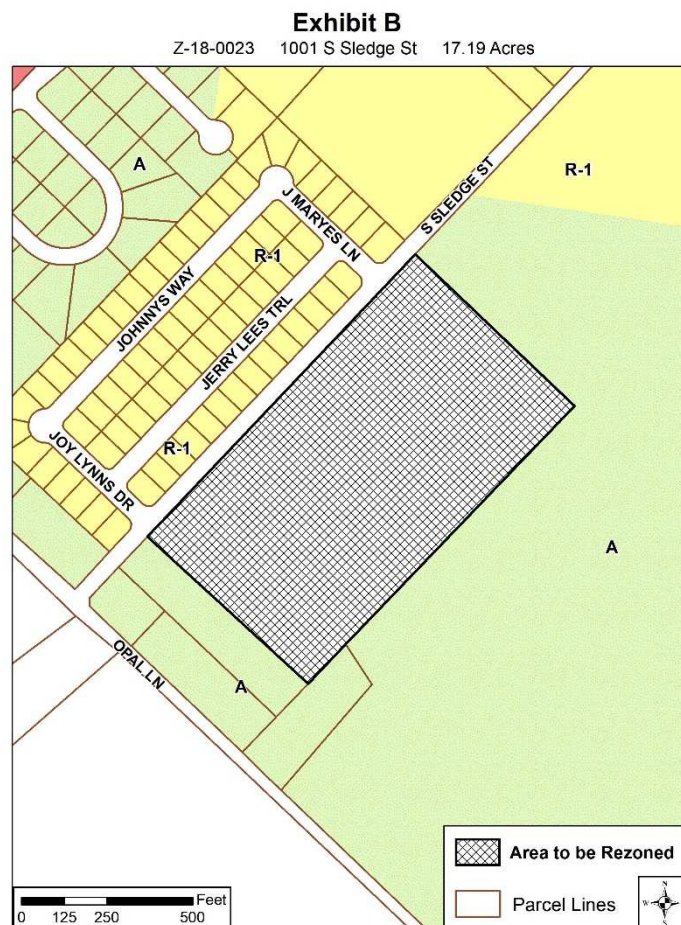 Exhibit B
Z-18-0023 1001 S Sledge St 17.19 Acres
A
R-1
S SLEDGE ST
J MARYES LN
R-1
JOHNNYS WAY
JERRY LEES TRL
R-1
JOY LYNNS DR
A
OPAL LN
A
Area to be Rezoned
Parcel Lines
N
W
S
Feet
0 125 250 500